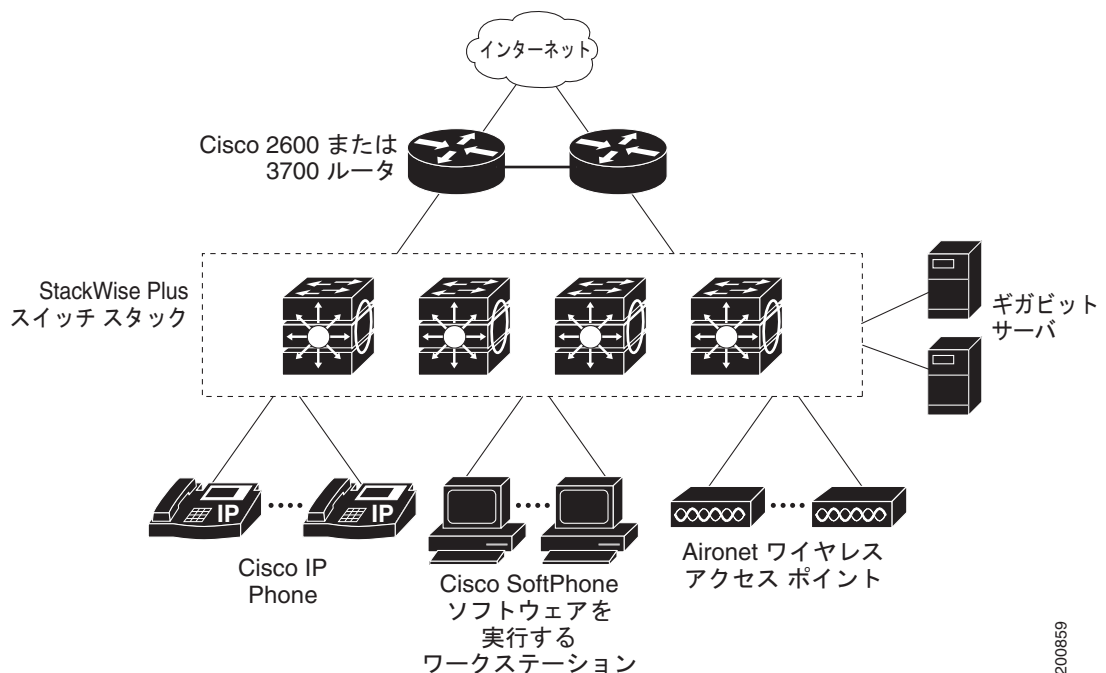 インターネット
Cisco 2600 または
3700 ルータ
StackWise Plus
スイッチ スタック
ギガビット
サーバ
IP
IP
Cisco IP
Phone
Cisco SoftPhone
ソフトウェアを
実行する
ワークステーション
Aironet ワイヤレス
アクセス ポイント
200859